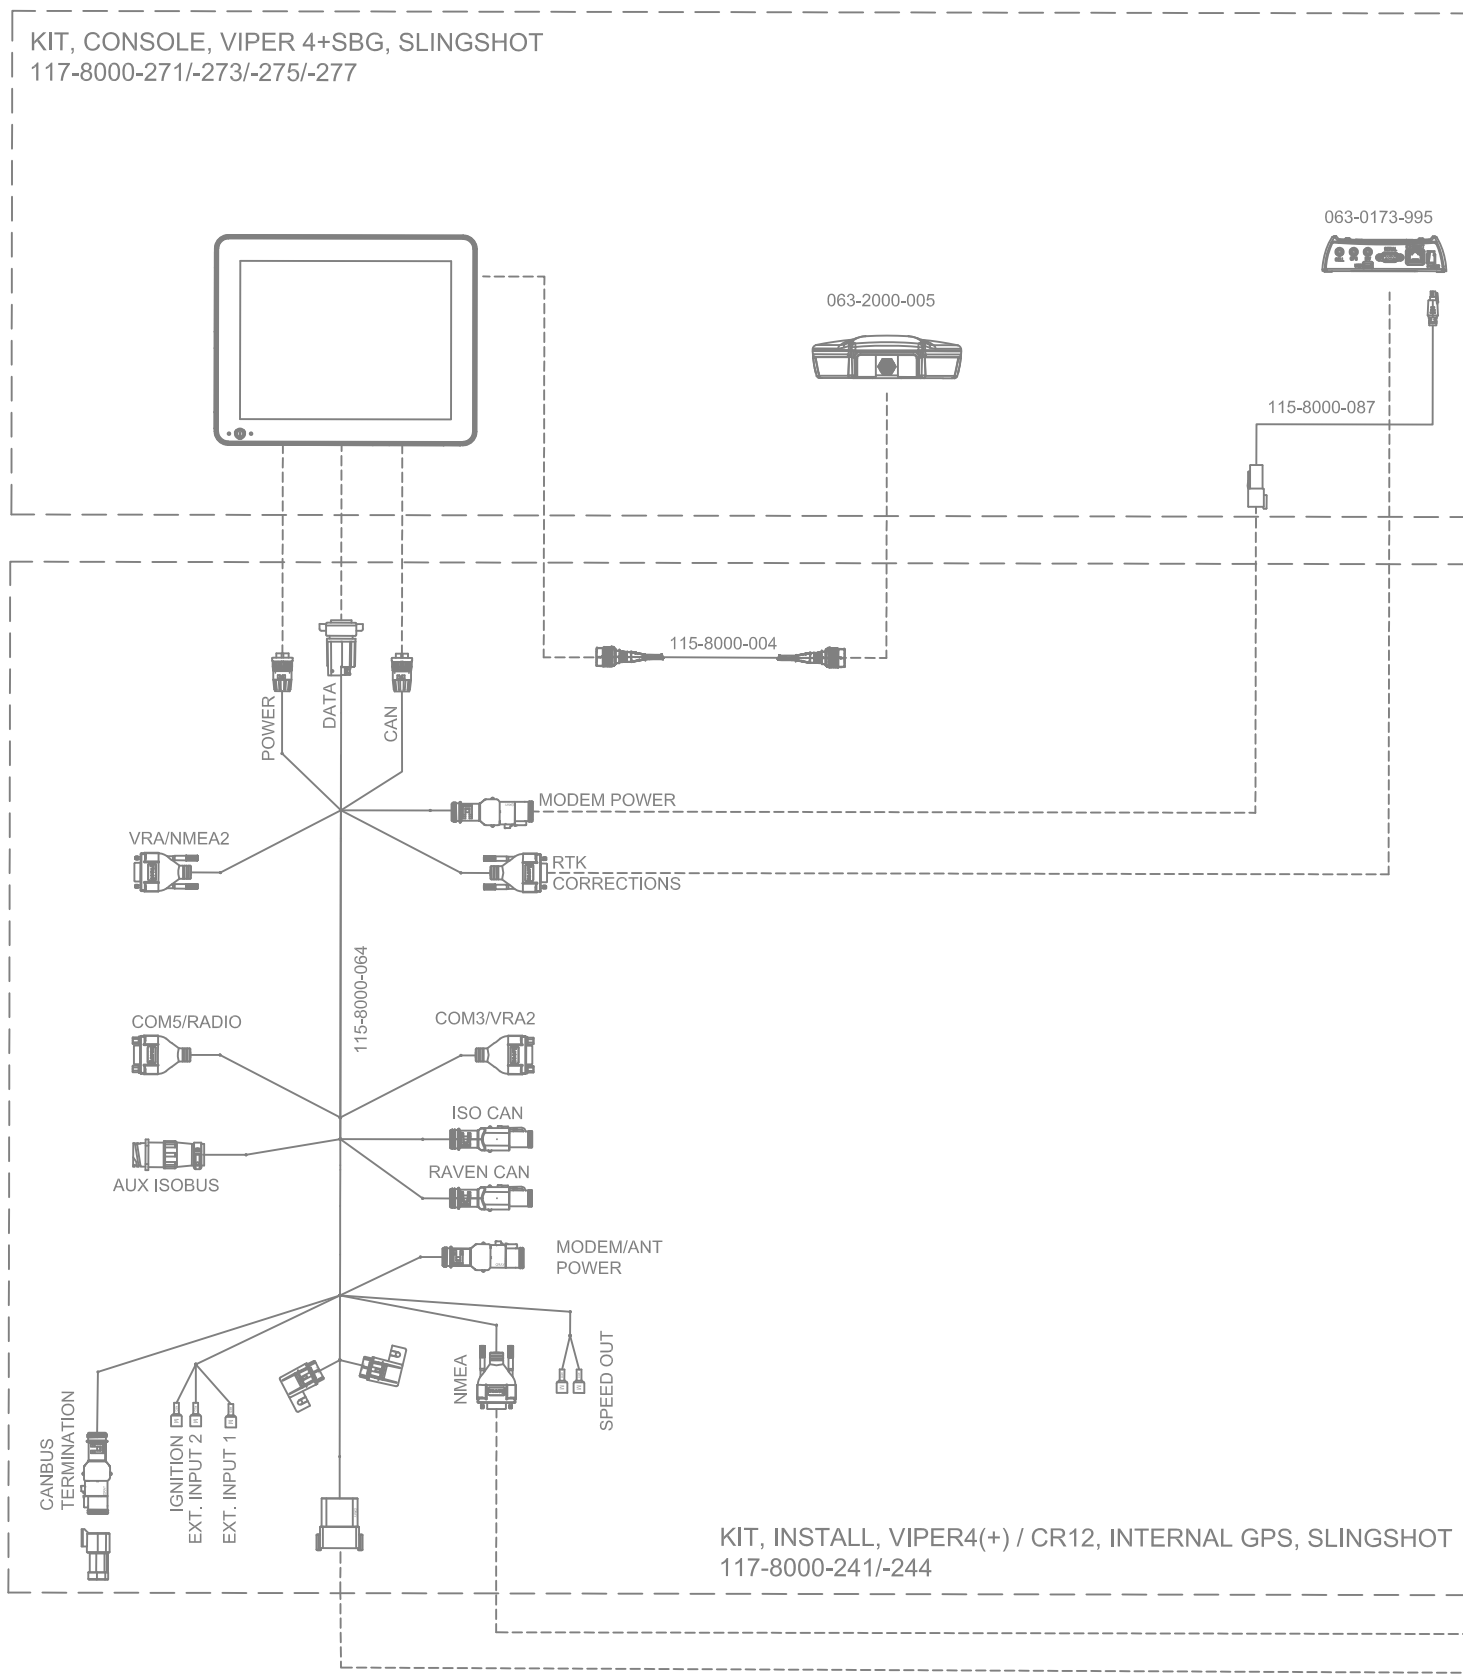 KIT, CONSOLE, VIPER 4+SBG, SLINGSHOT
117-8000-271/-273/-275/-277
063-0173-995
063-2000-005
115-8000-087
115-8000-004
POWER
DATA
CAN
MODEM POWER
VRA/NMEA2
RTK
CORRECTIONS
115-8000-064
COM5/RADIO
COM3/VRA2
ISO CAN
RAVEN CAN
AUX ISOBUS
MODEM/ANT
POWER
CANBUS
TERMINATION
IGNITION
EXT. INPUT 2
EXT. INPUT 1
NMEA
SPEED OUT
KIT, INSTALL, VIPER4(+) / CR12, INTERNAL GPS, SLINGSHOT
117-8000-241/-244